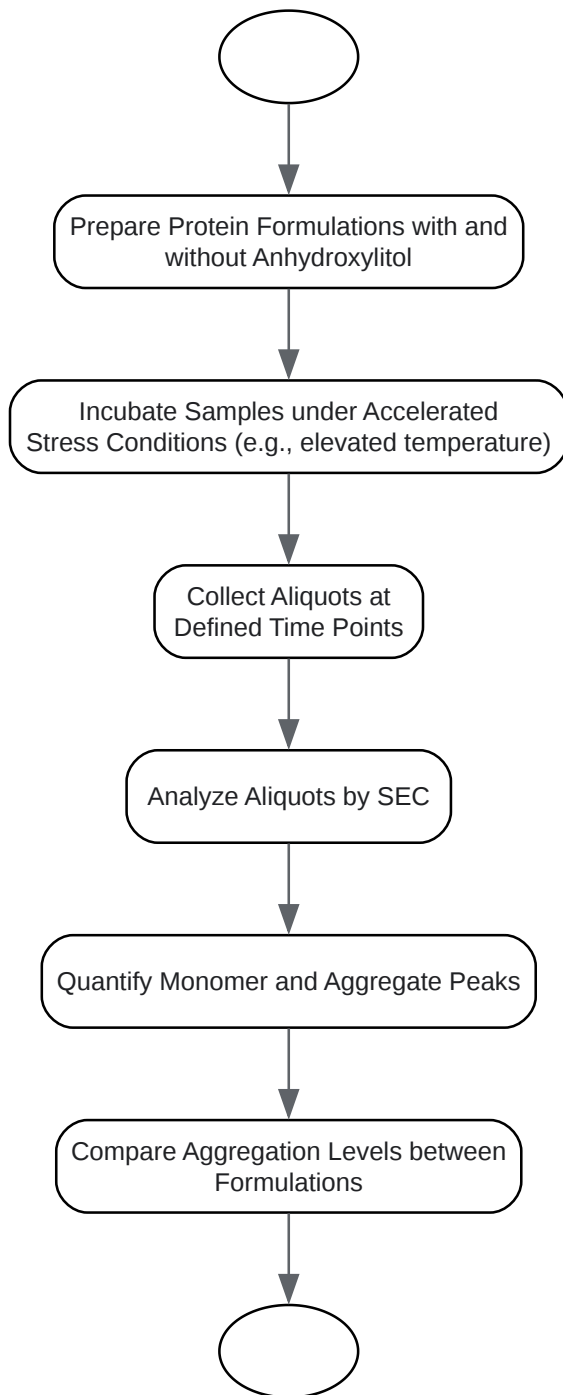 Prepare Protein Formulations with and
without Anhydroxylitol
Incubate Samples under Accelerated
Stress Conditions (e.g., elevated temperature)
Collect Aliquots at
Defined Time Points
Analyze Aliquots by SEC
Quantify Monomer and Aggregate Peaks
Compare Aggregation Levels between
Formulations